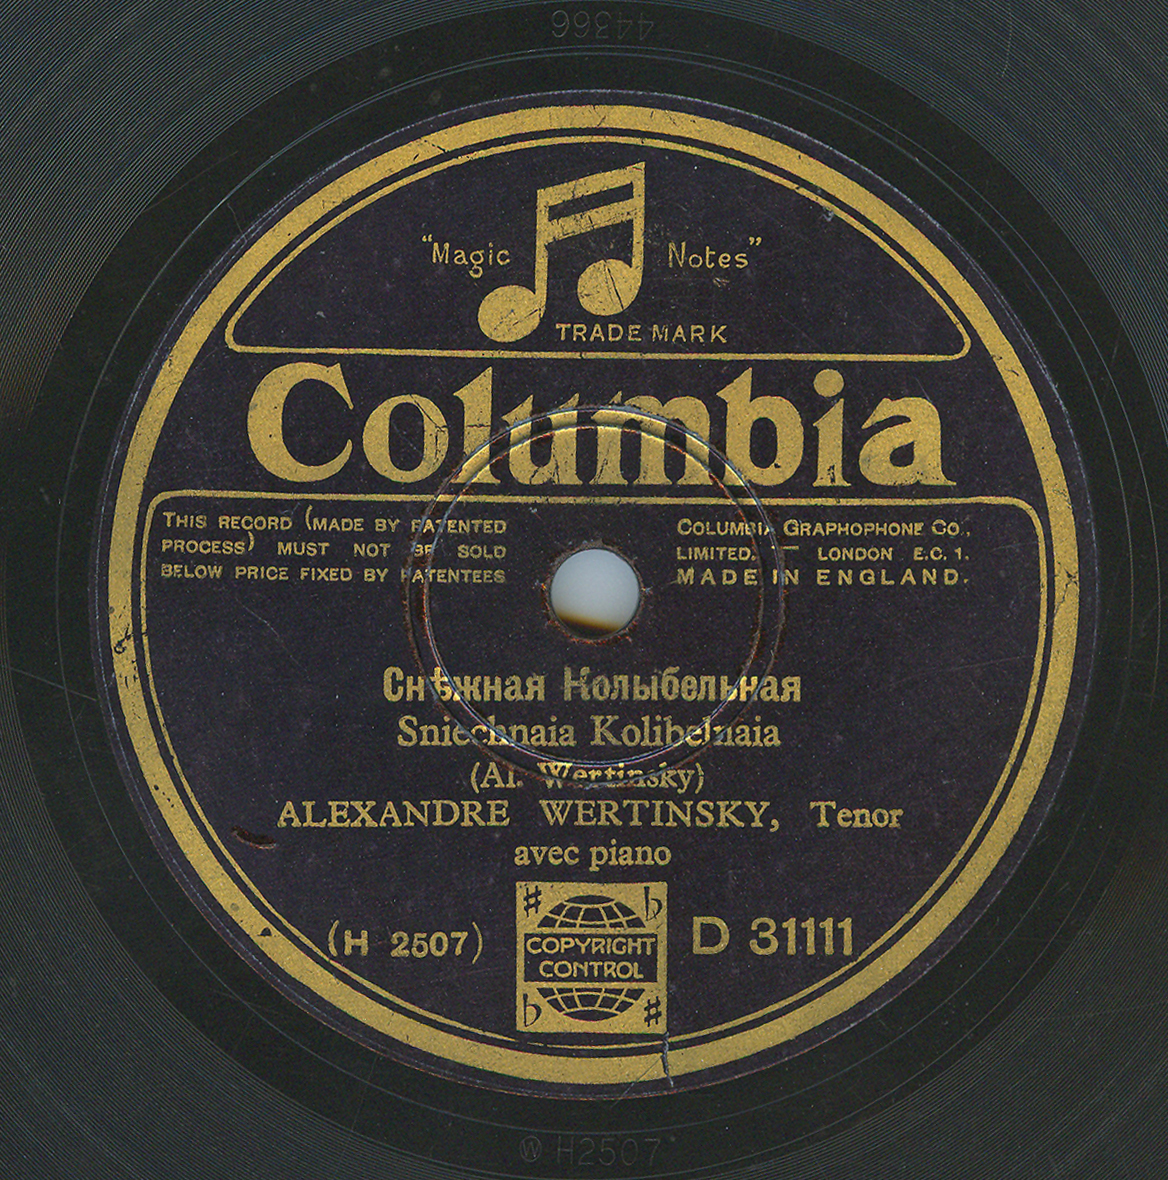 44366
"Magic Notes"
TRADE MARK
Columbia
THIS RECORD (MADE BY PATENTED
PROCESS) MUST NOT BE SOLD
BELOW PRICE FIXED BY PATENTEES
COLUMBIA GRAPHOPHONE CO.,
LIMITED. — LONDON E.C. 1.
MADE IN ENGLAND.
Снѣжная Колыбельная
Sniechnaia Kolibelnaia
(Al. Wertinsky)
ALEXANDRE WERTINSKY, Tenor
avec piano
(H 2507)
♯ ♭
COPYRIGHT
CONTROL
♭ ♯
D 31111
Ⓦ H2507